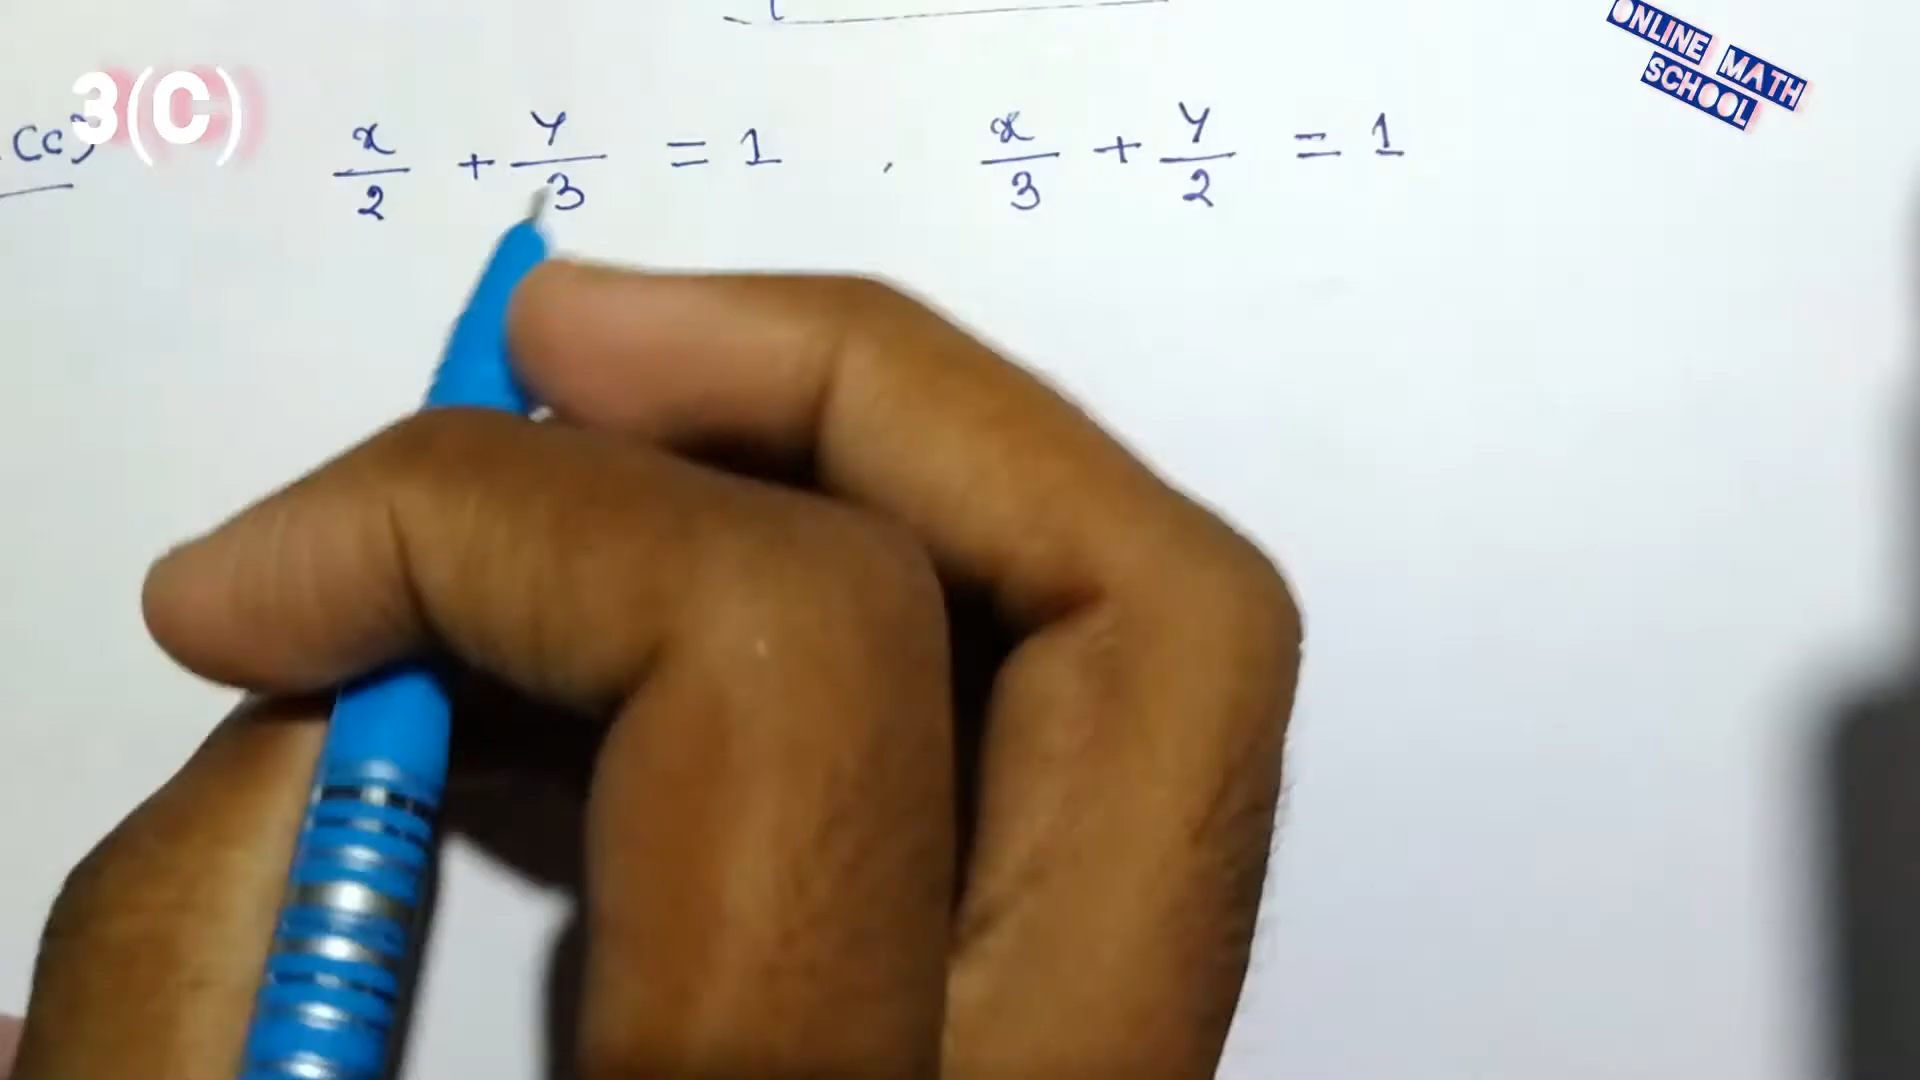 ONLINE MATH
SCHOOL
3(C)
x/2 + y/3 = 1 , x/3 + y/2 = 1